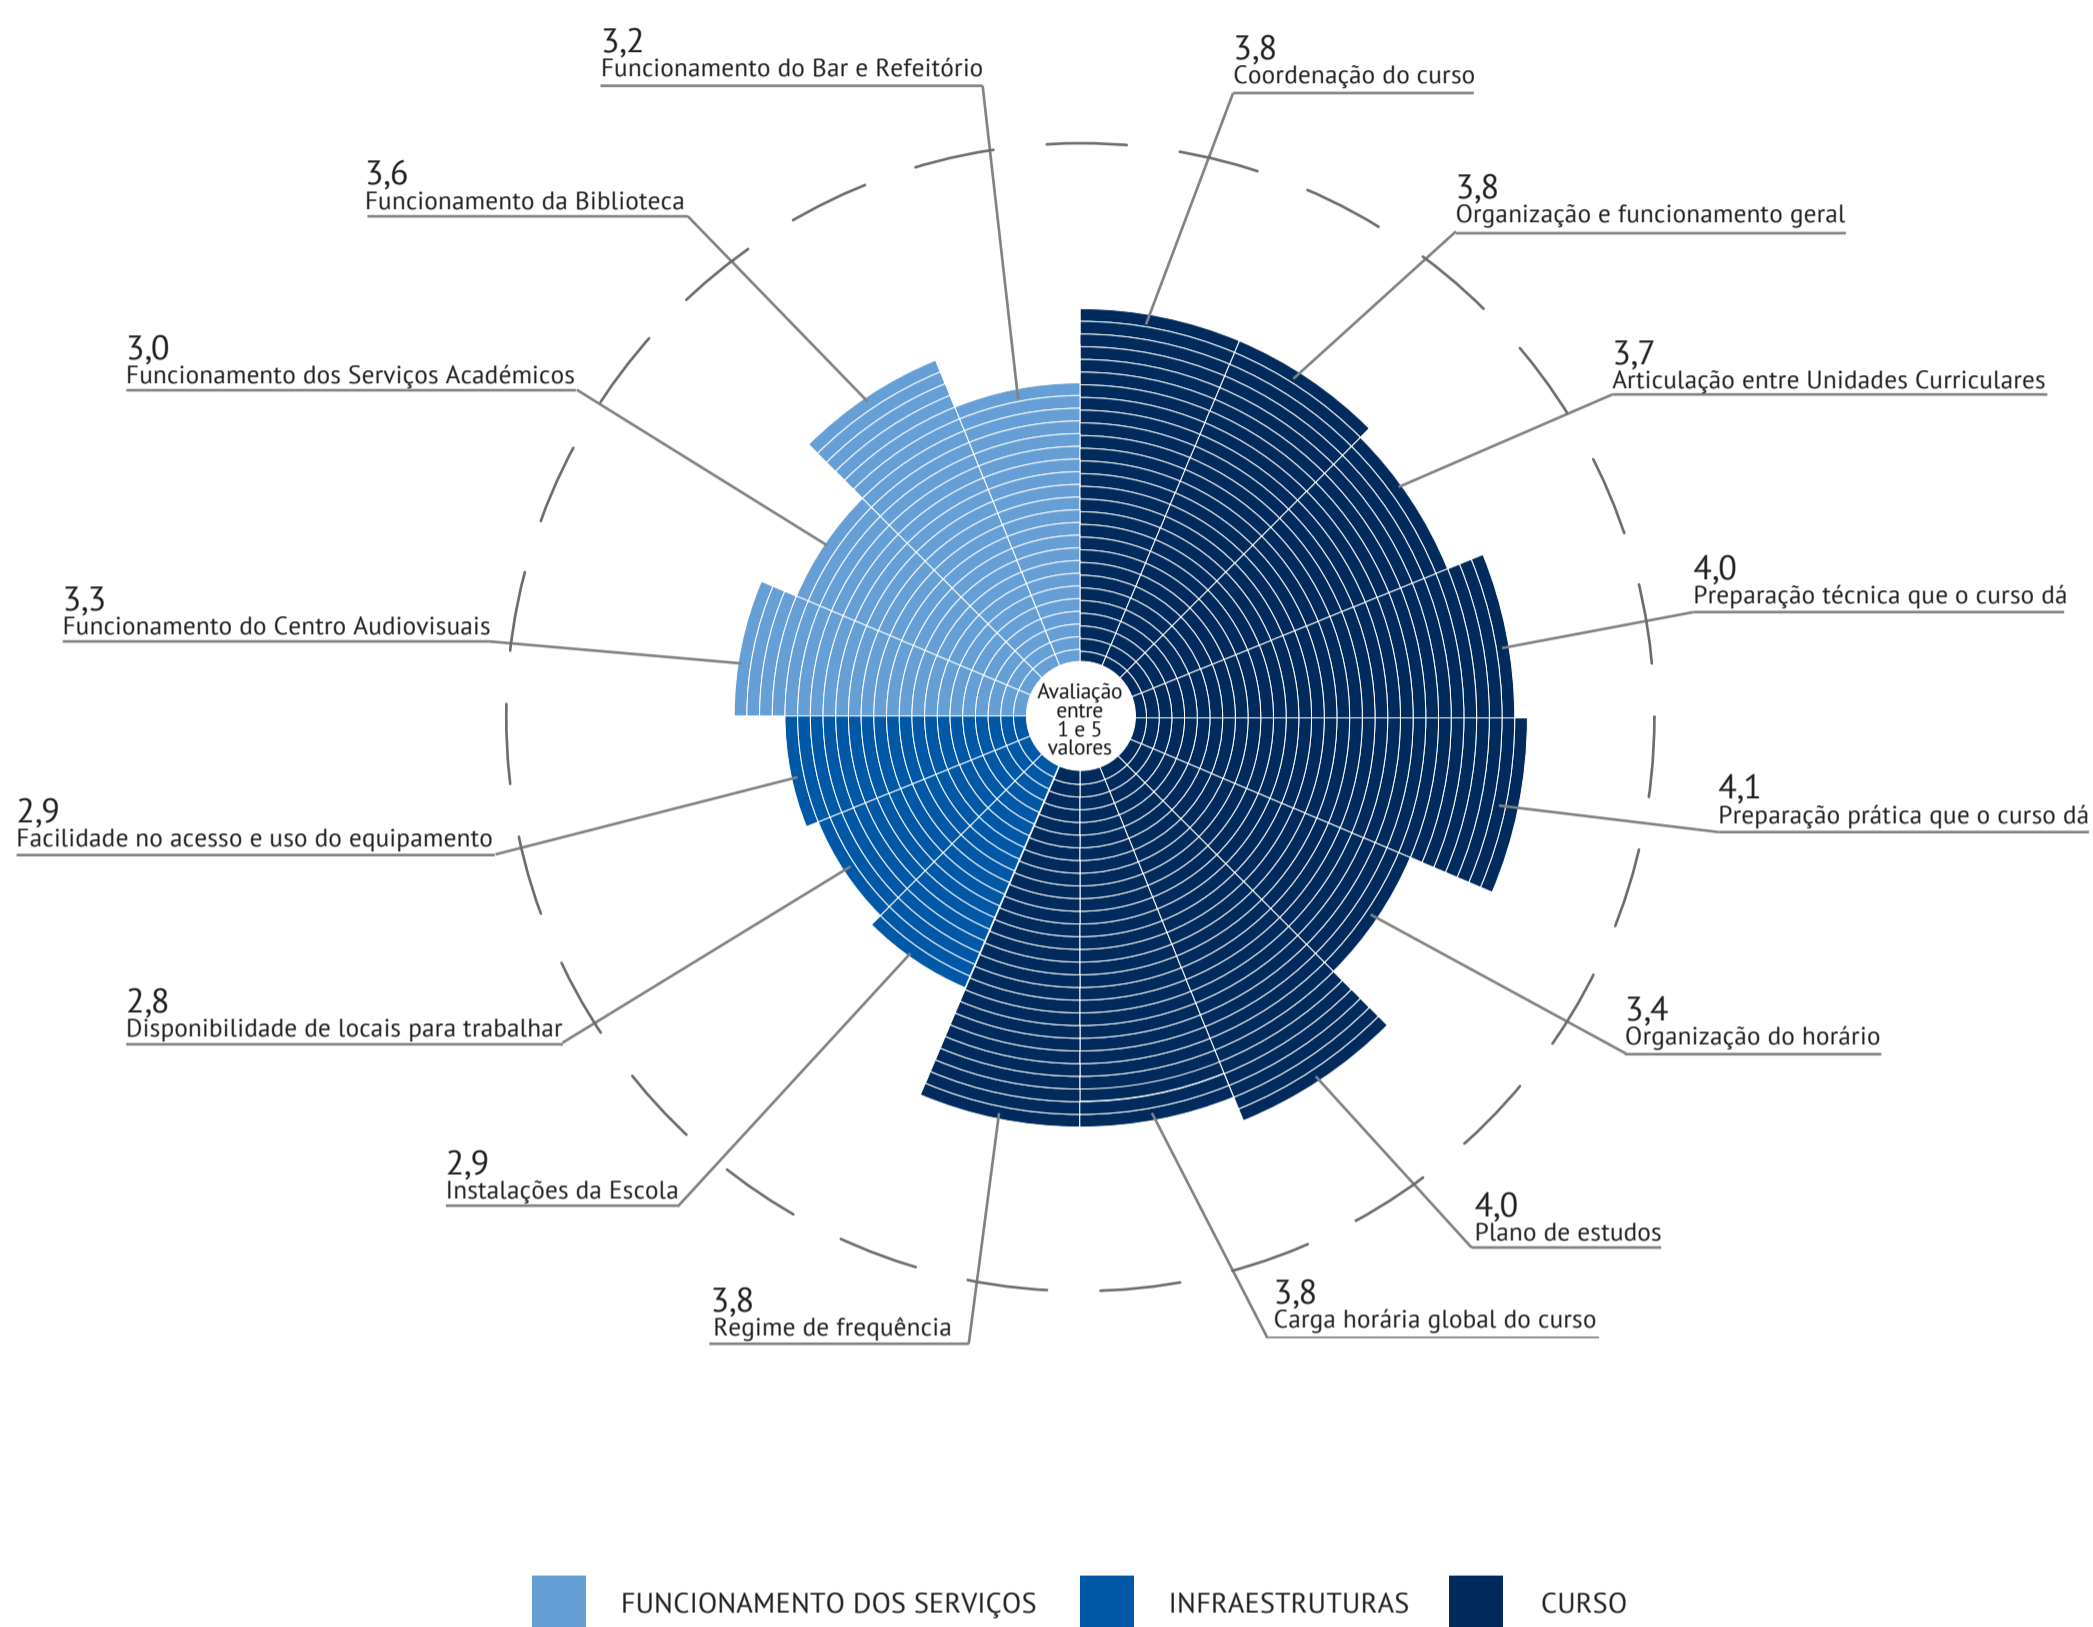 3,2
Funcionamento do Bar e Refeitório
3,8
Coordenação do curso
3,6
Funcionamento da Biblioteca
3,8
Organização e funcionamento geral
3,0
Funcionamento dos Serviços Académicos
3,7
Articulação entre Unidades Curriculares
3,3
Funcionamento do Centro Audiovisuais
4,0
Preparação técnica que o curso dá
Avaliação
entre
1 e 5
valores
2,9
Facilidade no acesso e uso do equipamento
4,1
Preparação prática que o curso dá
2,8
Disponibilidade de locais para trabalhar
3,4
Organização do horário
2,9
Instalações da Escola
4,0
Plano de estudos
3,8
Regime de frequência
3,8
Carga horária global do curso
FUNCIONAMENTO DOS SERVIÇOS
INFRAESTRUTURAS
CURSO